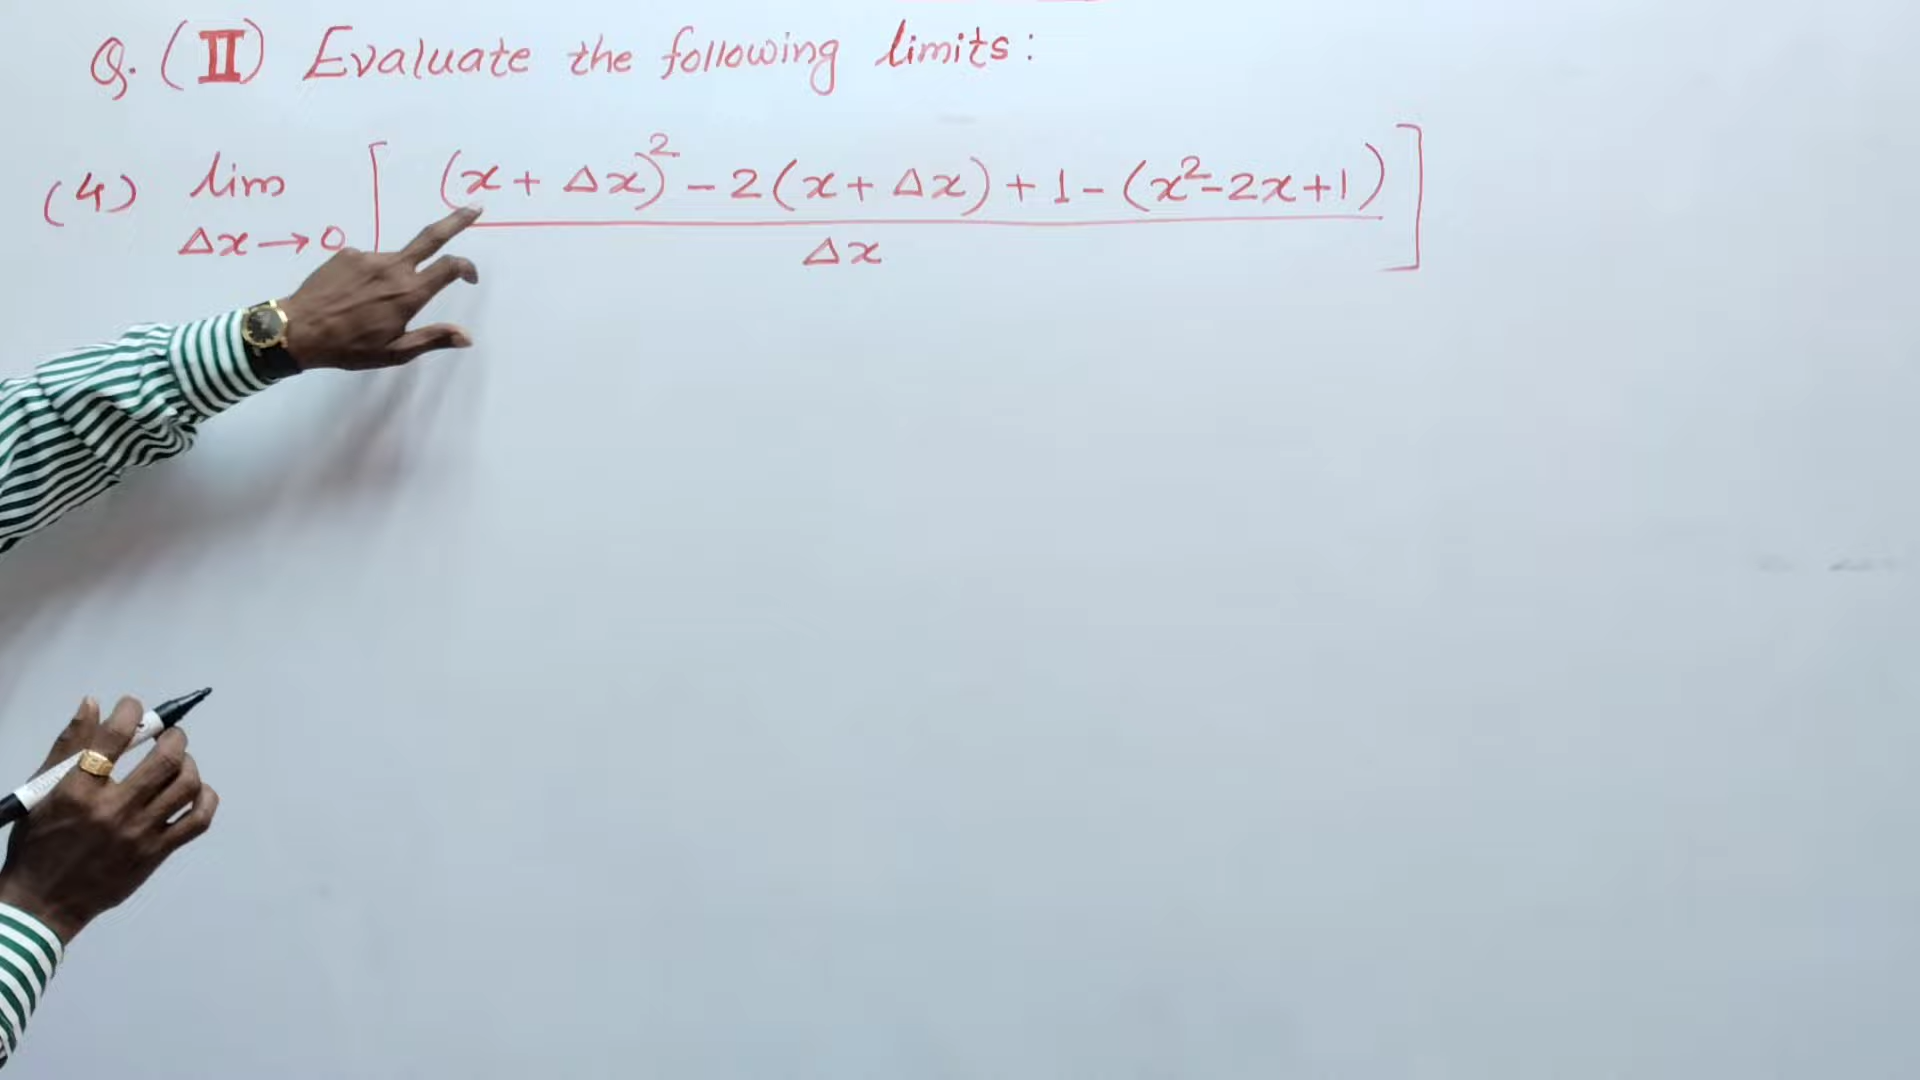 Q. (II) Evaluate the following limits:
(4) lim Δx→0 [ (x + Δx)² - 2(x + Δx) + 1 - (x² - 2x + 1) / Δx ]